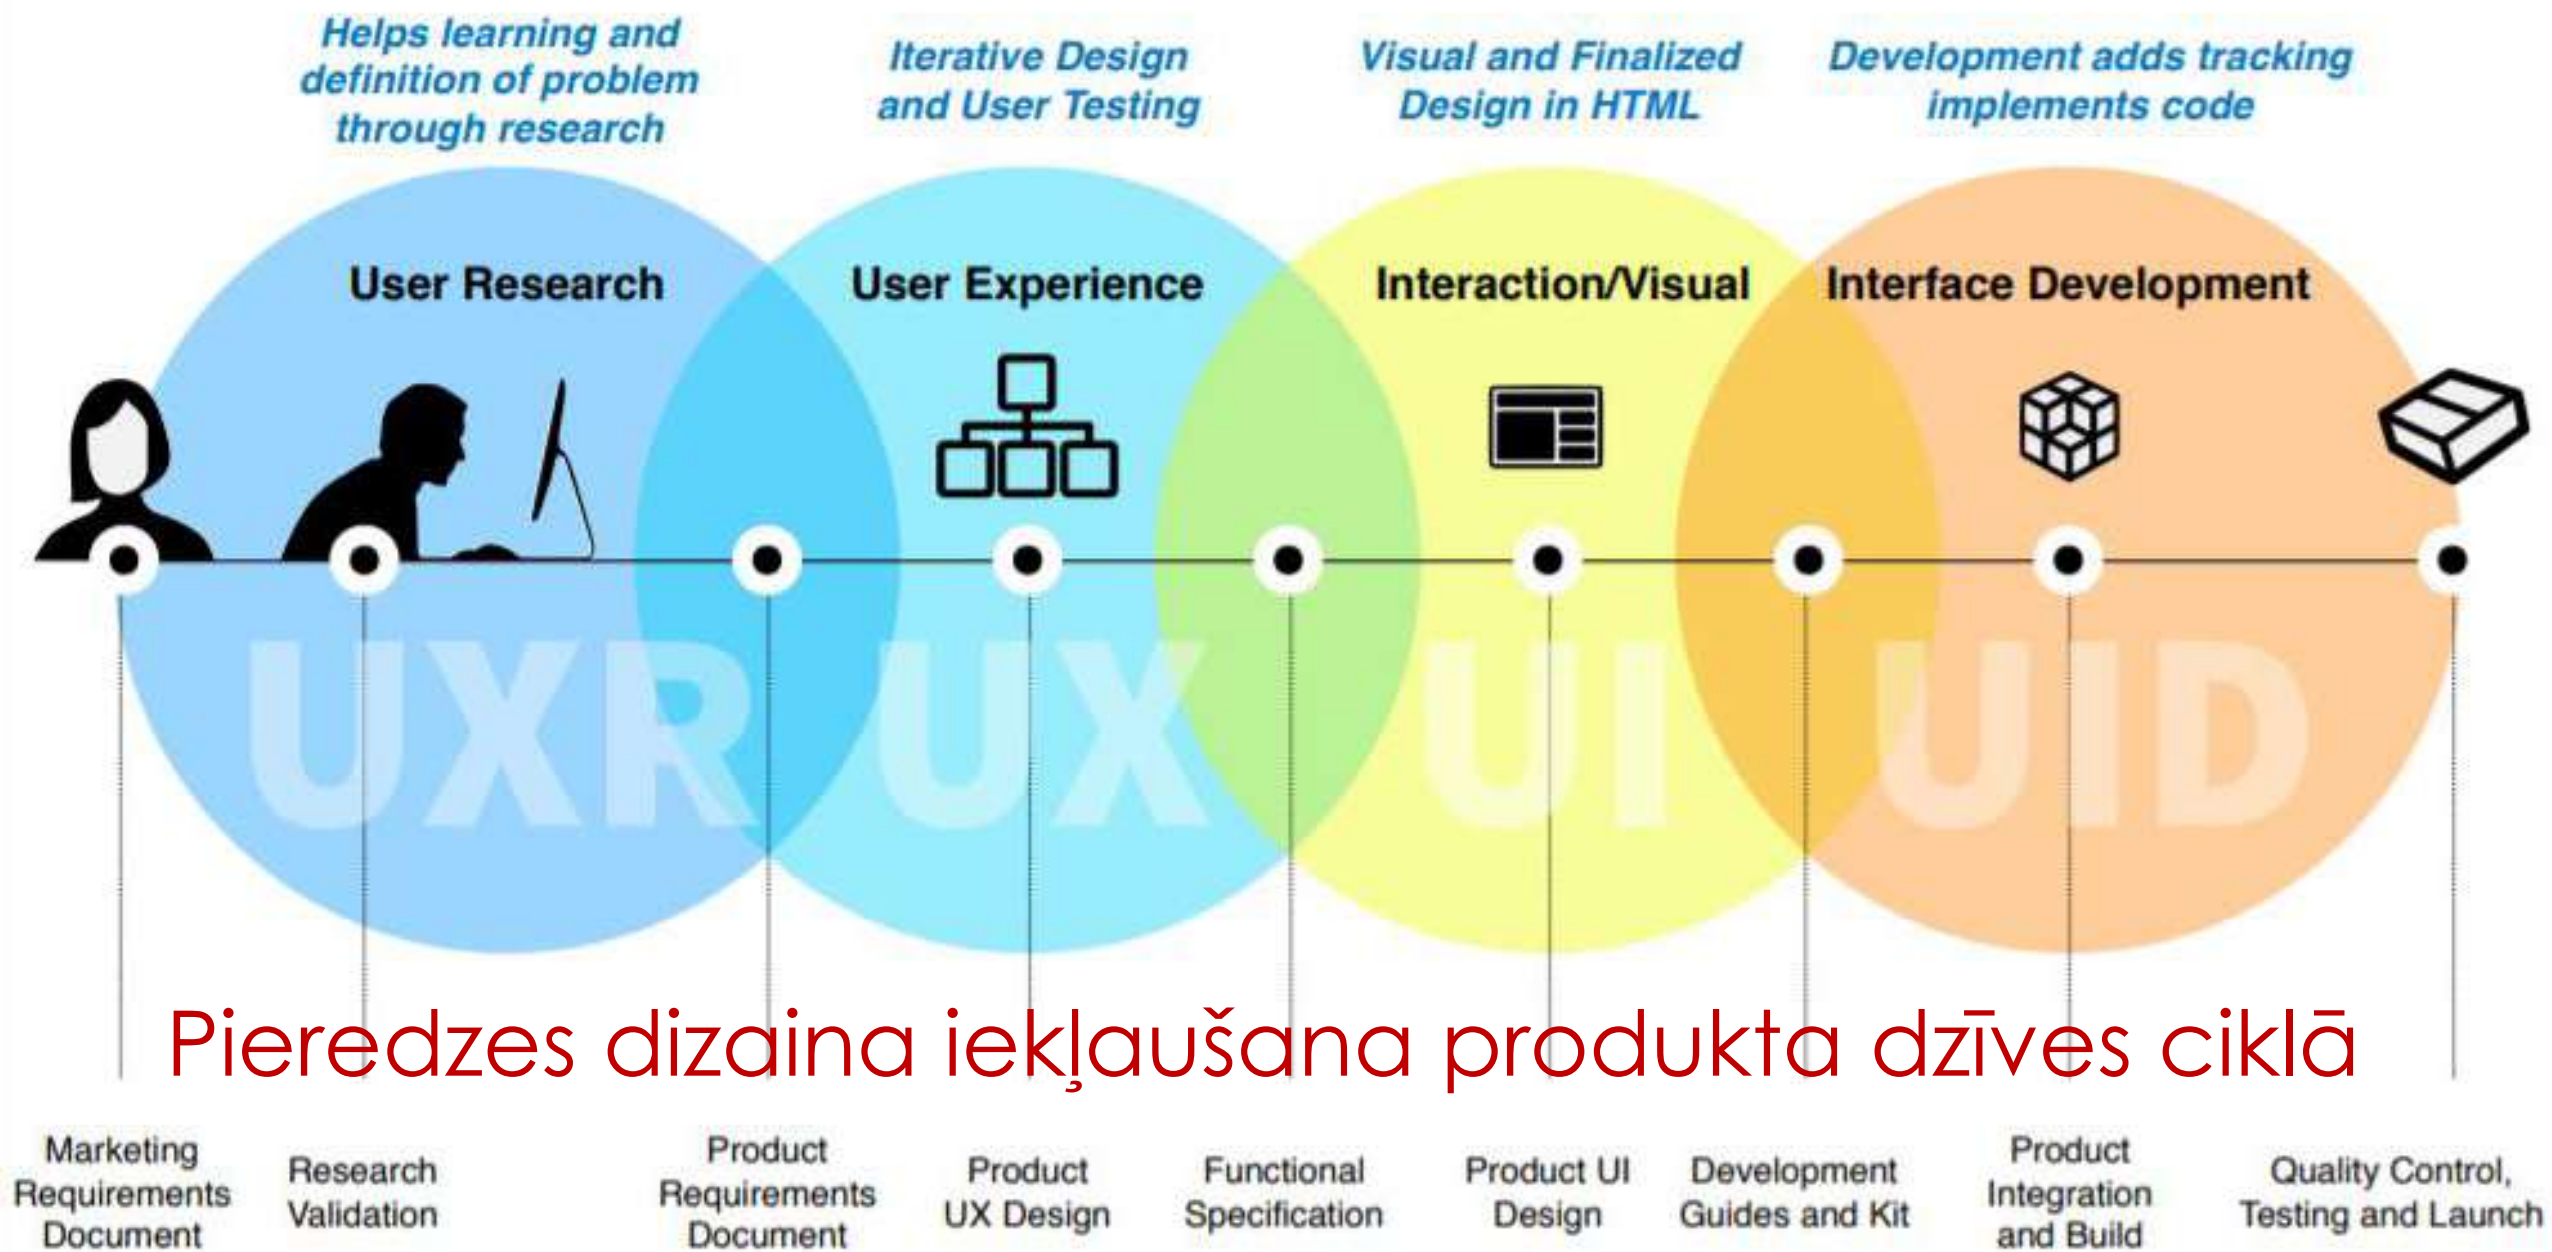 Helps learning and
definition of problem
through research
Iterative Design
and User Testing
Visual and Finalized
Design in HTML
Development adds tracking
implements code
User Research
User Experience
Interaction/Visual
Interface Development
UXR
UX
UI
UID
Pieredzes dizaina iekļaušana produkta dzīves ciklā
Marketing
Requirements
Document
Research
Validation
Product
Requirements
Document
Product
UX Design
Functional
Specification
Product UI
Design
Development
Guides and Kit
Product
Integration
and Build
Quality Control,
Testing and Launch